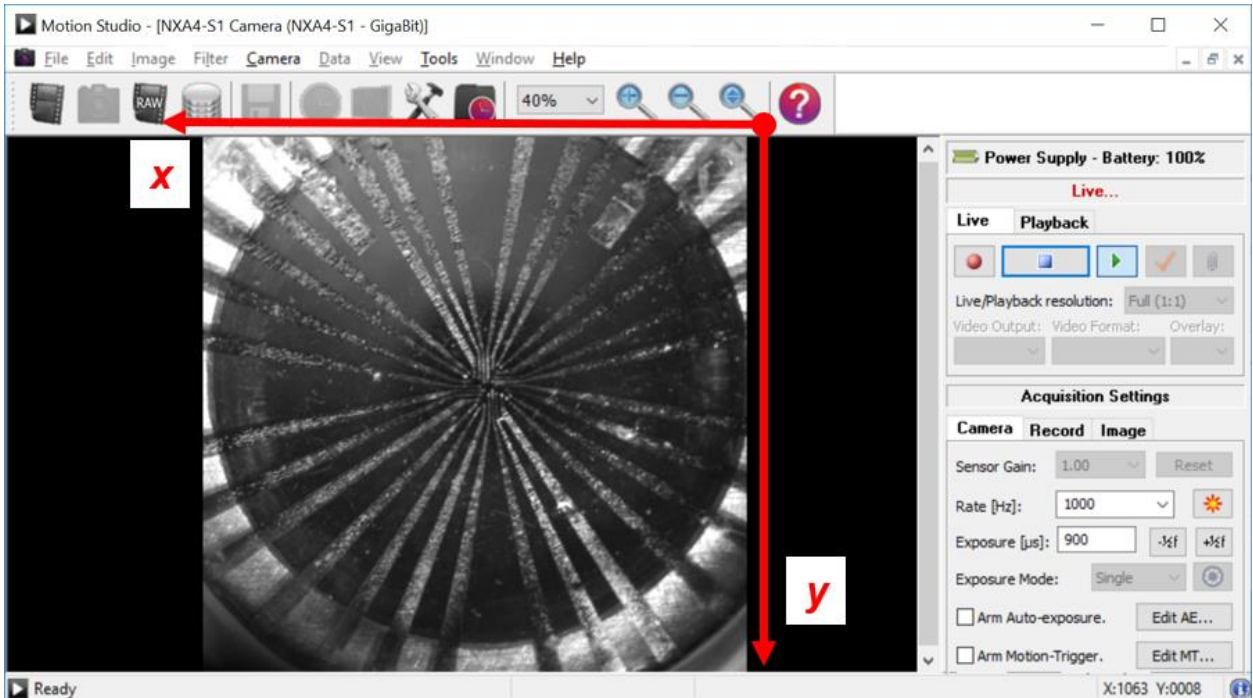 Motion Studio - [NXA4-S1 Camera (NXA4-S1 - GigaBit)]
File Edit Image Filter Camera Data View Tools Window Help
RAW 40% ?
x
Power Supply - Battery: 100%
Live...
Live Playback
Live/Playback resolution: Full (1:1)
Video Output: Video Format: Overlay:
Acquisition Settings
Camera Record Image
Sensor Gain: 1.00 Reset
Rate [Hz]: 1000
Exposure [µs]: 900 -½f +½f
Exposure Mode: Single
y
Arm Auto-exposure. Edit AE...
Arm Motion-Trigger. Edit MT...
Ready X:1063 Y:0008